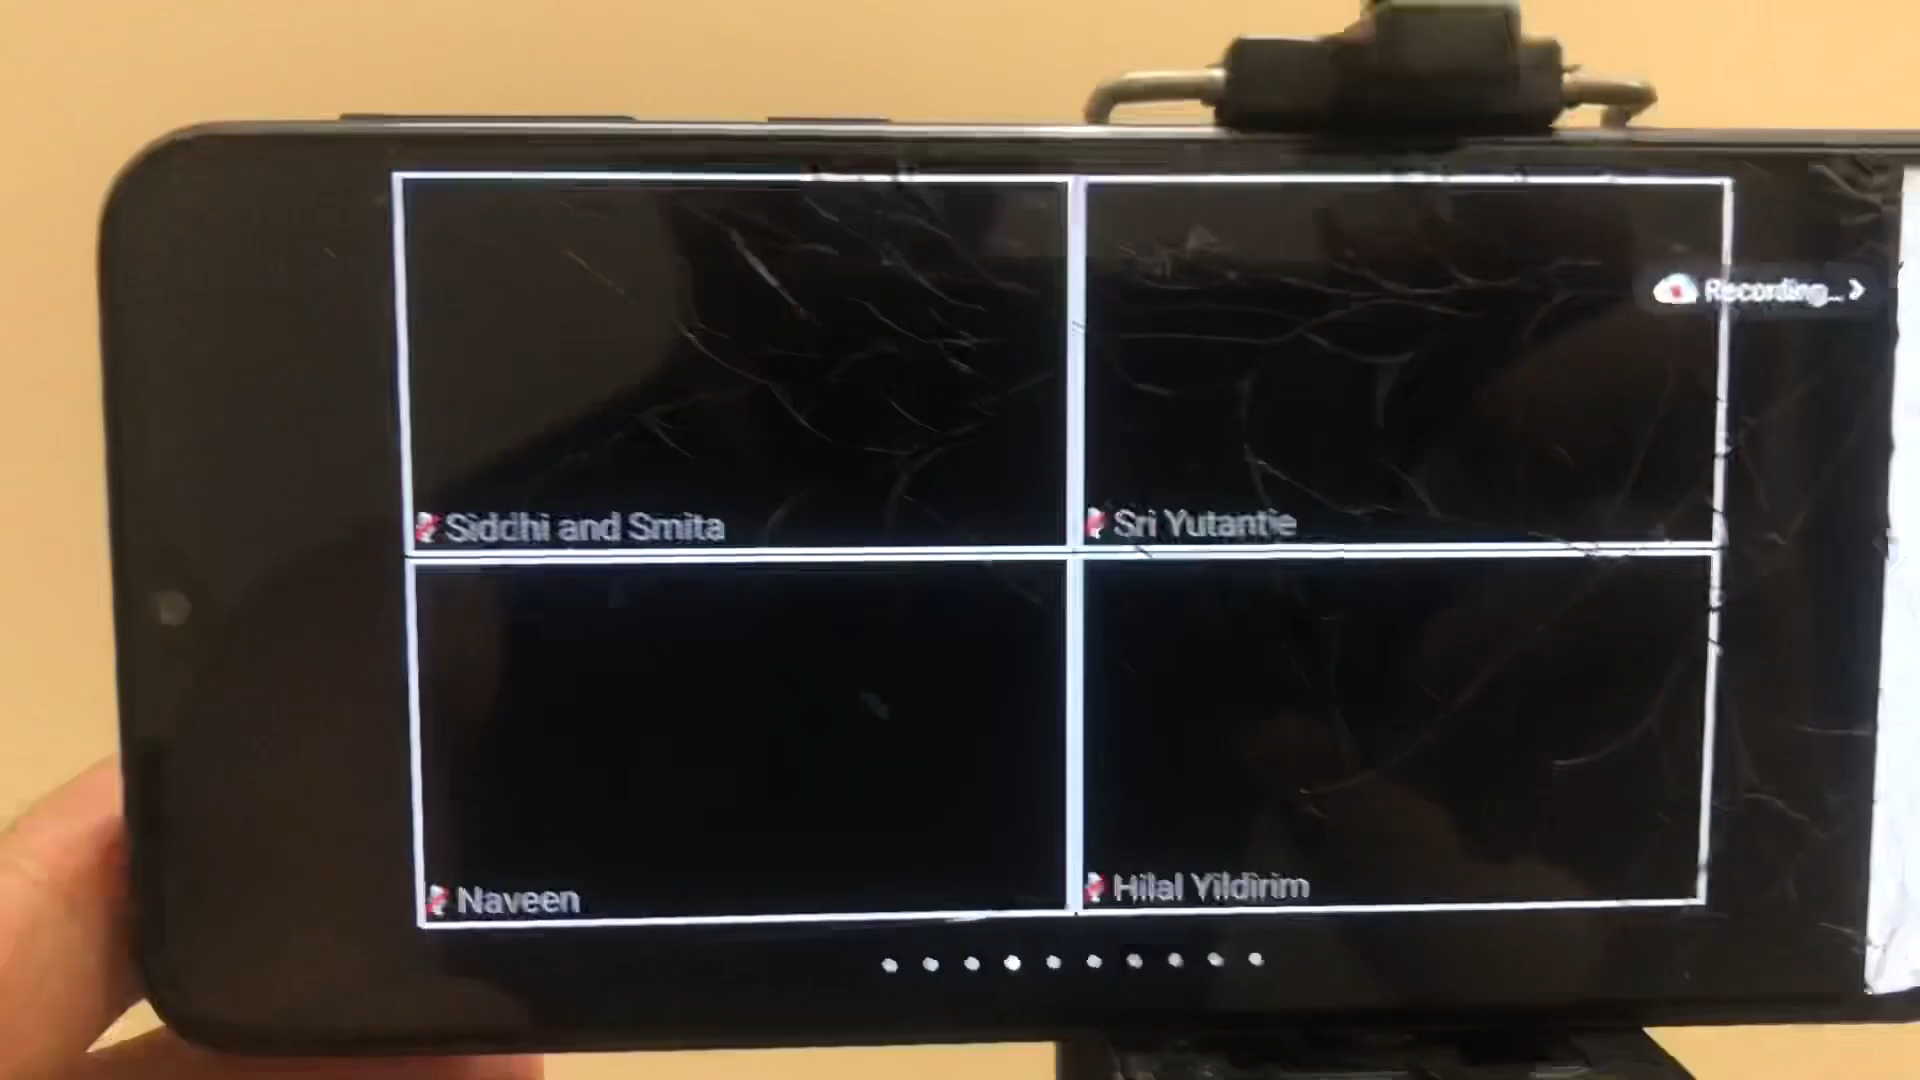 Recording...
Siddhi and Smita
Sri Yutantie
Naveen
Hilal Yildirim